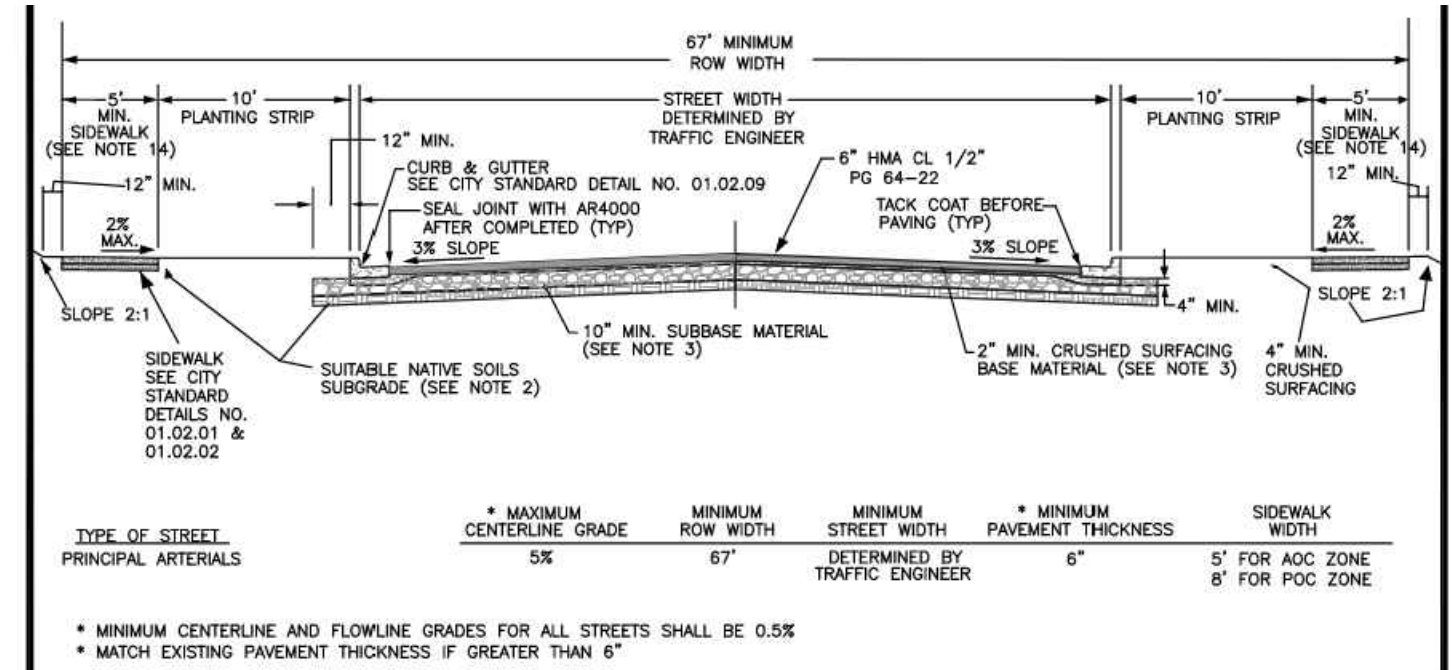 67' MINIMUM
ROW WIDTH
5'
MIN.
SIDEWALK
(SEE NOTE 14)
10'
PLANTING STRIP
STREET WIDTH
DETERMINED BY
TRAFFIC ENGINEER
10'
PLANTING STRIP
5'
MIN.
SIDEWALK
(SEE NOTE 14)
12" MIN.
12" MIN.
CURB & GUTTER
SEE CITY STANDARD DETAIL NO. 01.02.09
SEAL JOINT WITH AR4000
AFTER COMPLETED (TYP)
6" HMA CL 1/2"
PG 64-22
TACK COAT BEFORE
PAVING (TYP)
12" MIN.
2%
MAX.
3% SLOPE
3% SLOPE
2%
MAX.
SLOPE 2:1
SIDEWALK
SEE CITY
STANDARD
DETAILS NO.
01.02.01 &
01.02.02
SUITABLE NATIVE SOILS
SUBGRADE (SEE NOTE 2)
10" MIN. SUBBASE MATERIAL
(SEE NOTE 3)
2" MIN. CRUSHED SURFACING
BASE MATERIAL (SEE NOTE 3)
4" MIN.
4" MIN.
CRUSHED
SURFACING
SLOPE 2:1
TYPE OF STREET
* MAXIMUM
CENTERLINE GRADE
MINIMUM
ROW WIDTH
MINIMUM
STREET WIDTH
* MINIMUM
PAVEMENT THICKNESS
SIDEWALK
WIDTH
PRINCIPAL ARTERIALS
5%
67'
DETERMINED BY
TRAFFIC ENGINEER
6"
5' FOR AOC ZONE
8' FOR POC ZONE
* MINIMUM CENTERLINE AND FLOWLINE GRADES FOR ALL STREETS SHALL BE 0.5%
* MATCH EXISTING PAVEMENT THICKNESS IF GREATER THAN 6"